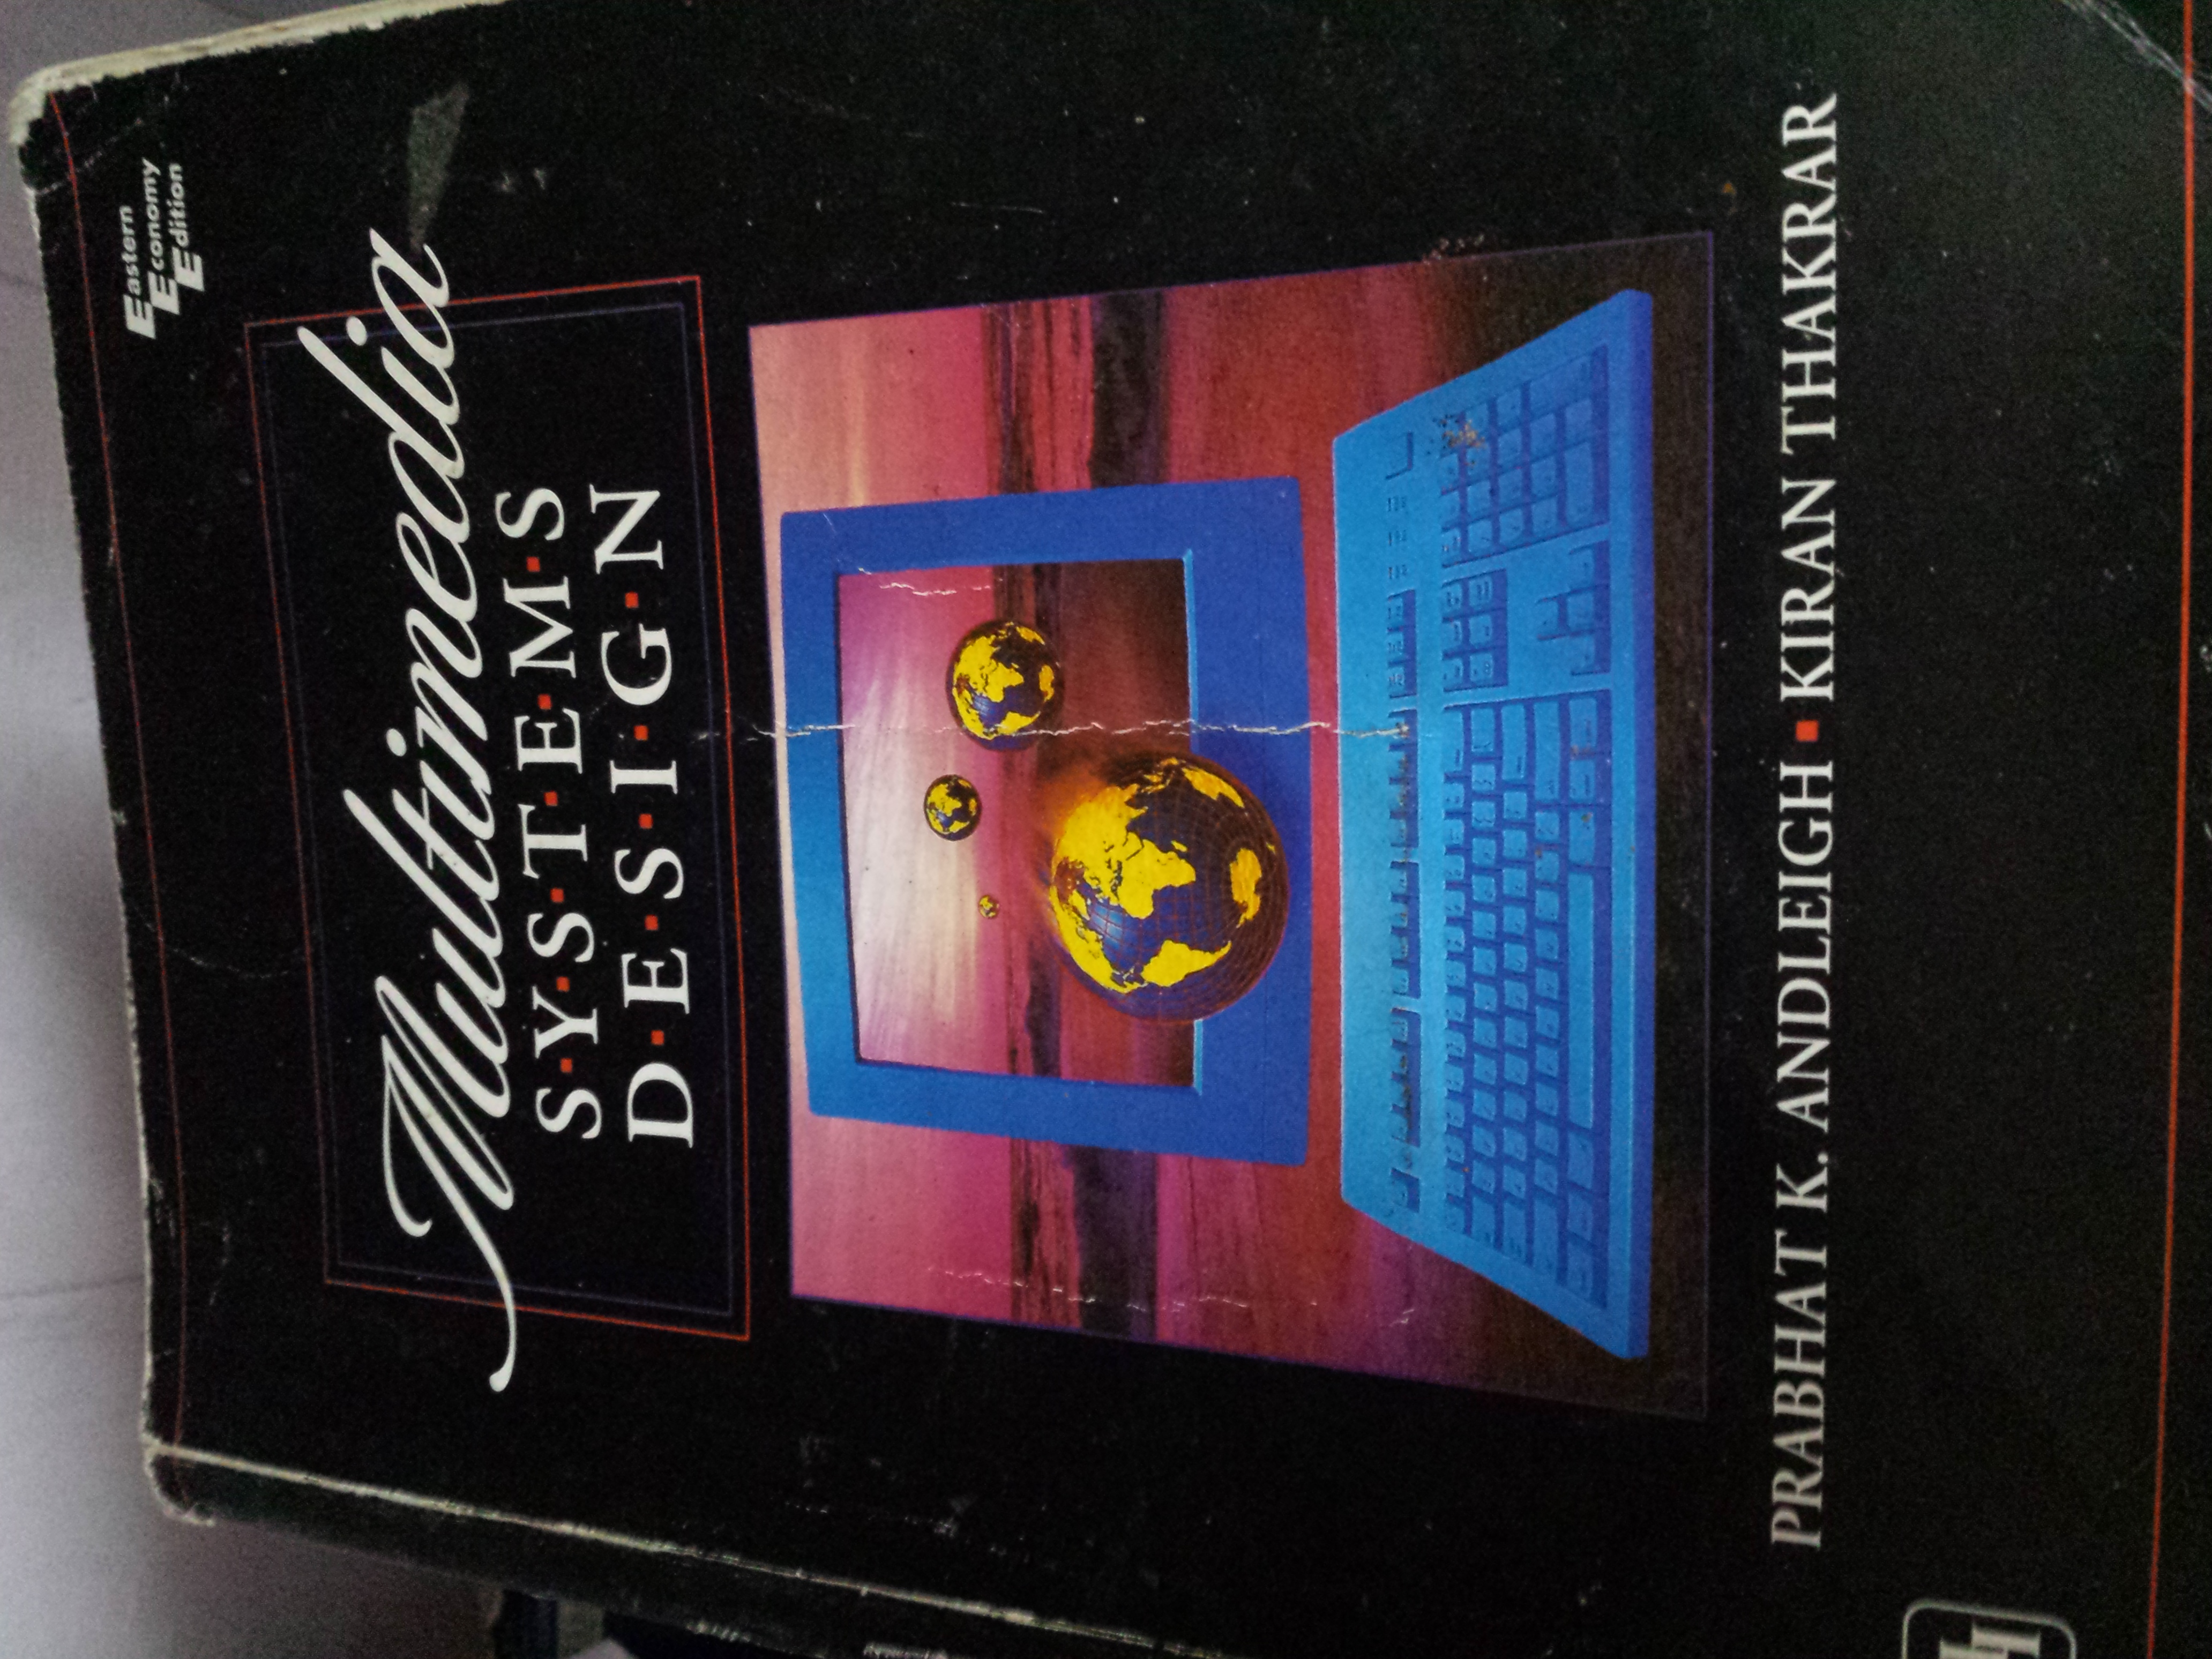 Eastern
Economy
Edition
Multimedia
S·Y·S·T·E·M·S
D·E·S·I·G·N
PRABHAT K. ANDLEIGH ▪ KIRAN THAKRAR